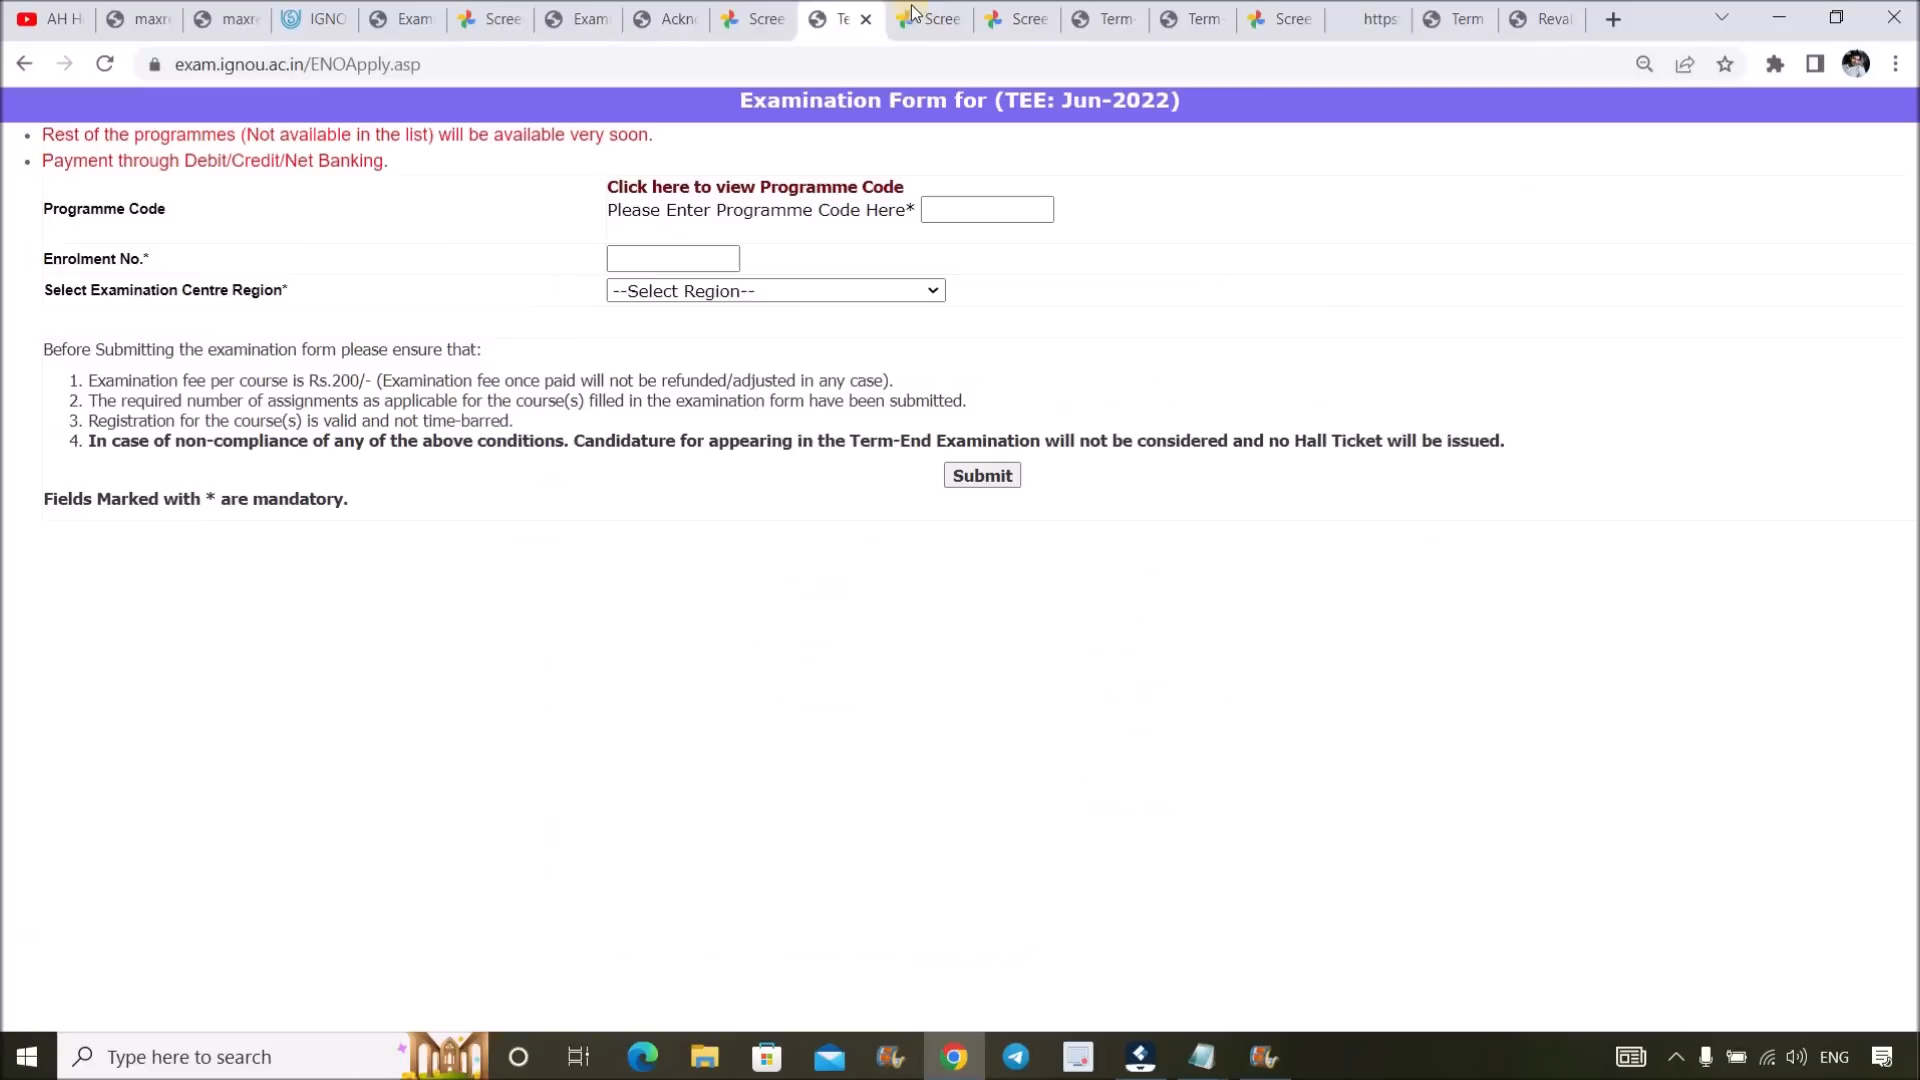 AH H
maxr
maxr
IGNO
Exam
Scree
Exam
Ackn
Scree
Te
Scree
Scree
Term-
Term-
Scree
https
Term
Reval
exam.ignou.ac.in/ENOApply.asp
Examination Form for (TEE: Jun-2022)
Rest of the programmes (Not available in the list) will be available very soon.
Payment through Debit/Credit/Net Banking.
Click here to view Programme Code
Programme Code
Please Enter Programme Code Here*
Enrolment No.*
Select Examination Centre Region*
--Select Region--
Before Submitting the examination form please ensure that:
1. Examination fee per course is Rs.200/- (Examination fee once paid will not be refunded/adjusted in any case).
2. The required number of assignments as applicable for the course(s) filled in the examination form have been submitted.
3. Registration for the course(s) is valid and not time-barred.
4. In case of non-compliance of any of the above conditions. Candidature for appearing in the Term-End Examination will not be considered and no Hall Ticket will be issued.
Submit
Fields Marked with * are mandatory.
Type here to search
ENG